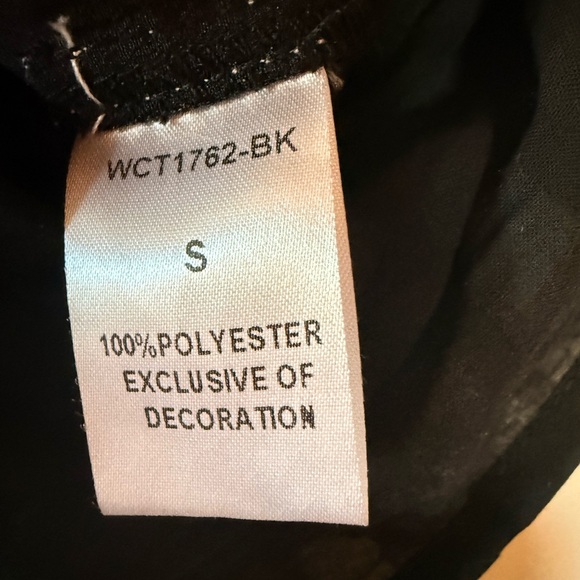 WCT1762-BK
S
100%POLYESTER
EXCLUSIVE OF
DECORATION